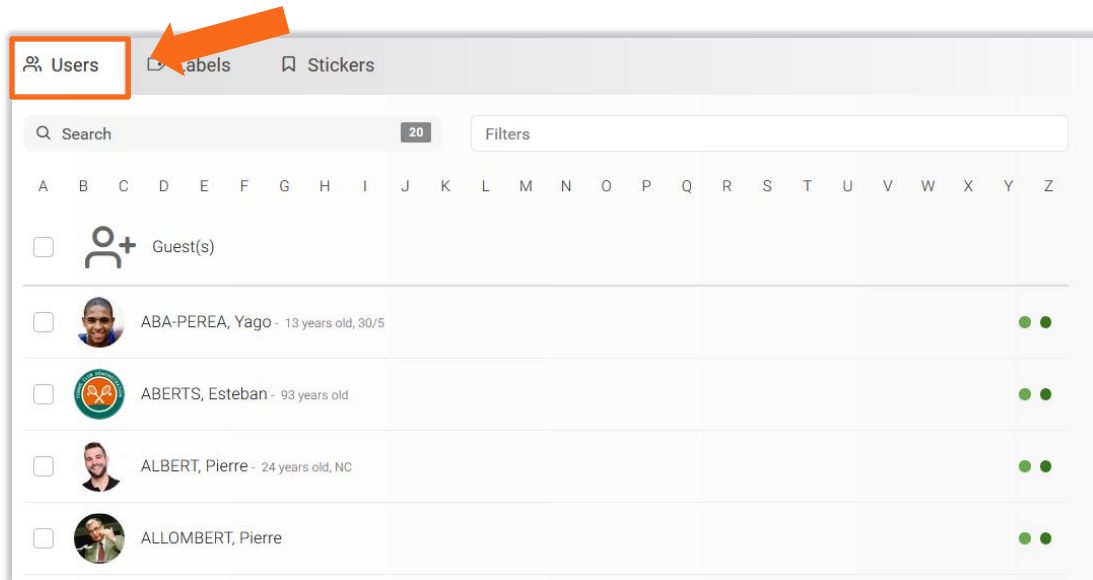 Users Labels Stickers
Search 20 Filters
A B C D E F G H I J K L M N O P Q R S T U V W X Y Z
Guest(s)
ABA-PEREA, Yago - 13 years old, 30/5
ABERTS, Esteban - 93 years old
ALBERT, Pierre - 24 years old, NC
ALLOMBERT, Pierre